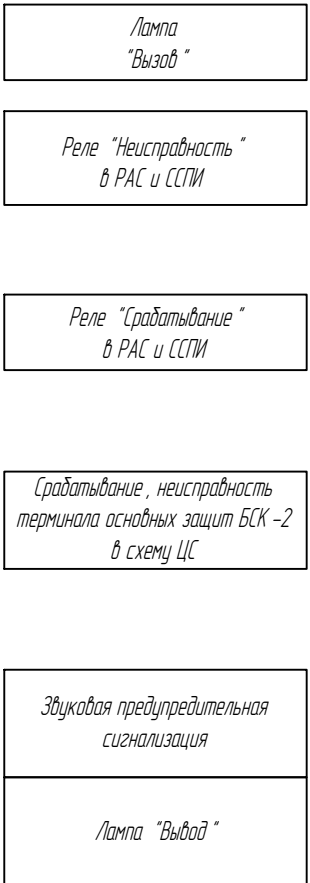 Лампа
"Вызов"
Реле "Неисправность"
в РАС и ССПИ
Реле "Срабатывание"
в РАС и ССПИ
Срабатывание, неисправность
терминала основных защит БСК-2
в схему ЦС
Звуковая предупредительная
сигнализация
Лампа "Вывод"